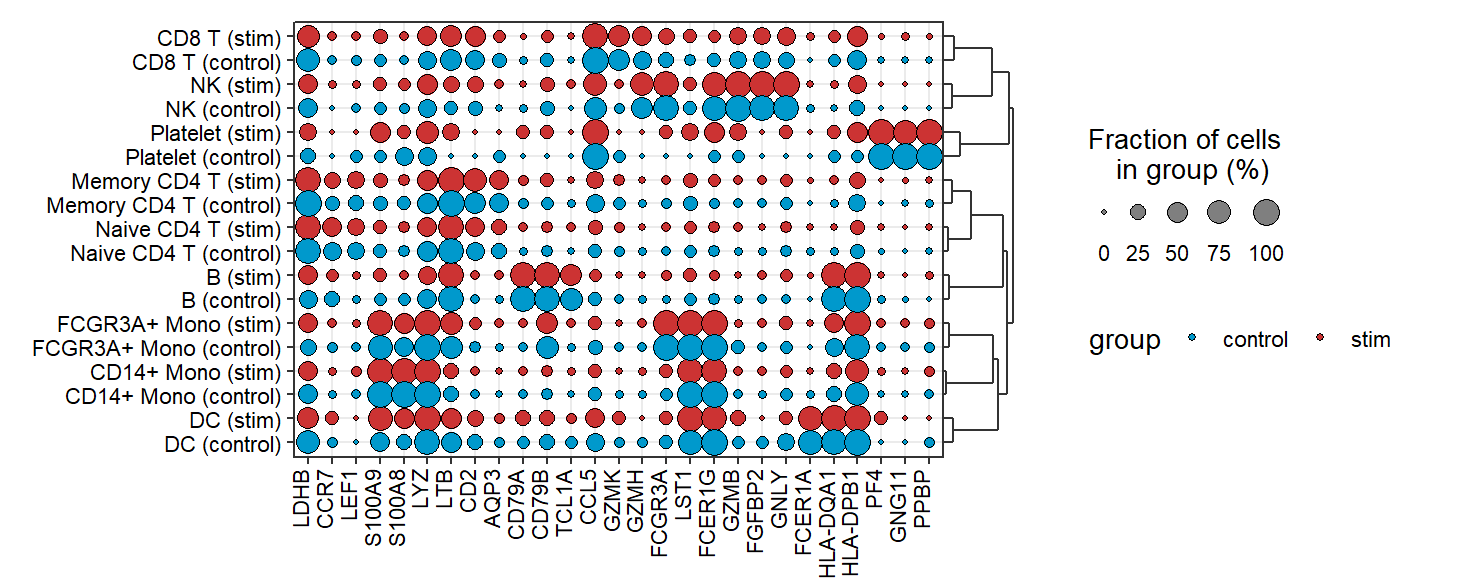 CD8 T (stim)
CD8 T (control)
NK (stim)
NK (control)
Platelet (stim)
Platelet (control)
Memory CD4 T (stim)
Memory CD4 T (control)
Naive CD4 T (stim)
Naive CD4 T (control)
B (stim)
B (control)
FCGR3A+ Mono (stim)
FCGR3A+ Mono (control)
CD14+ Mono (stim)
CD14+ Mono (control)
DC (stim)
DC (control)
LDHB
CCR7
LEF1
S100A9
S100A8
LYZ
LTB
CD2
AQP3
CD79A
CD79B
TCL1A
CCL5
GZMK
GZMH
FCGR3A
LST1
FCER1G
GZMB
FGFBP2
GNLY
FCER1A
HLA-DQA1
HLA-DPB1
PF4
GNG11
PPBP
Fraction of cells
in group (%)
0 25 50 75 100
group control stim